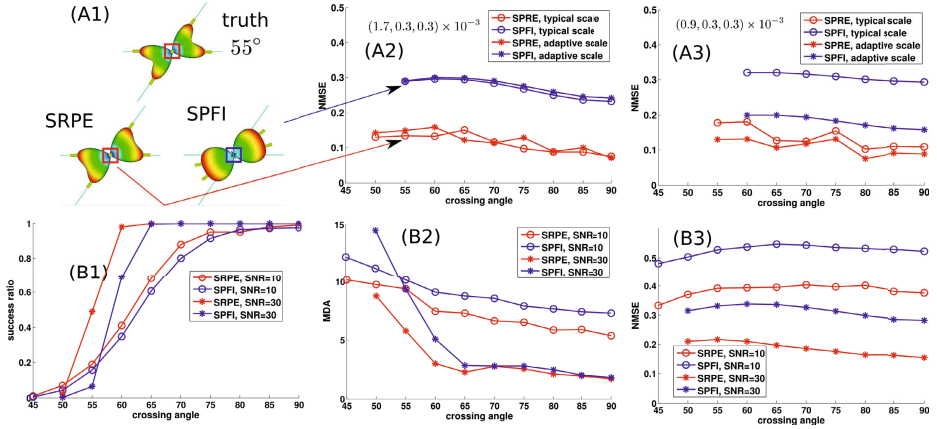 (A1)
truth
55°
SRPE
SPFI
0.5
0.4
0.3
0.2
0.1
0
NMSE
(1.7, 0.3, 0.3) × 10⁻³
(A2)
SPRE, typical scale
SPFI, typical scale
SPRE, adaptive scale
SPFI, adaptive scale
45 50 55 60 65 70 75 80 85 90
crossing angle
0.5
0.4
0.3
0.2
0.1
0
NMSE
(0.9, 0.3, 0.3) × 10⁻³
(A3)
SPRE, typical scale
SPFI, typical scale
SPRE, adaptive scale
SPFI, adaptive scale
45 50 55 60 65 70 75 80 85 90
crossing angle
1
0.8
0.6
0.4
0.2
0
success ratio
(B1)
SRPE, SNR=10
SPFI, SNR=10
SRPE, SNR=30
SPFI, SNR=30
45 50 55 60 65 70 75 80 85 90
crossing angle
15
10
5
0
MDA
(B2)
SRPE, SNR=10
SPFI, SNR=10
SRPE, SNR=30
SPFI, SNR=30
45 50 55 60 65 70 75 80 85 90
crossing angle
0.5
0.4
0.3
0.2
0.1
0
NMSE
(B3)
SRPE, SNR=10
SPFI, SNR=10
SRPE, SNR=30
SPFI, SNR=30
45 50 55 60 65 70 75 80 85 90
crossing angle